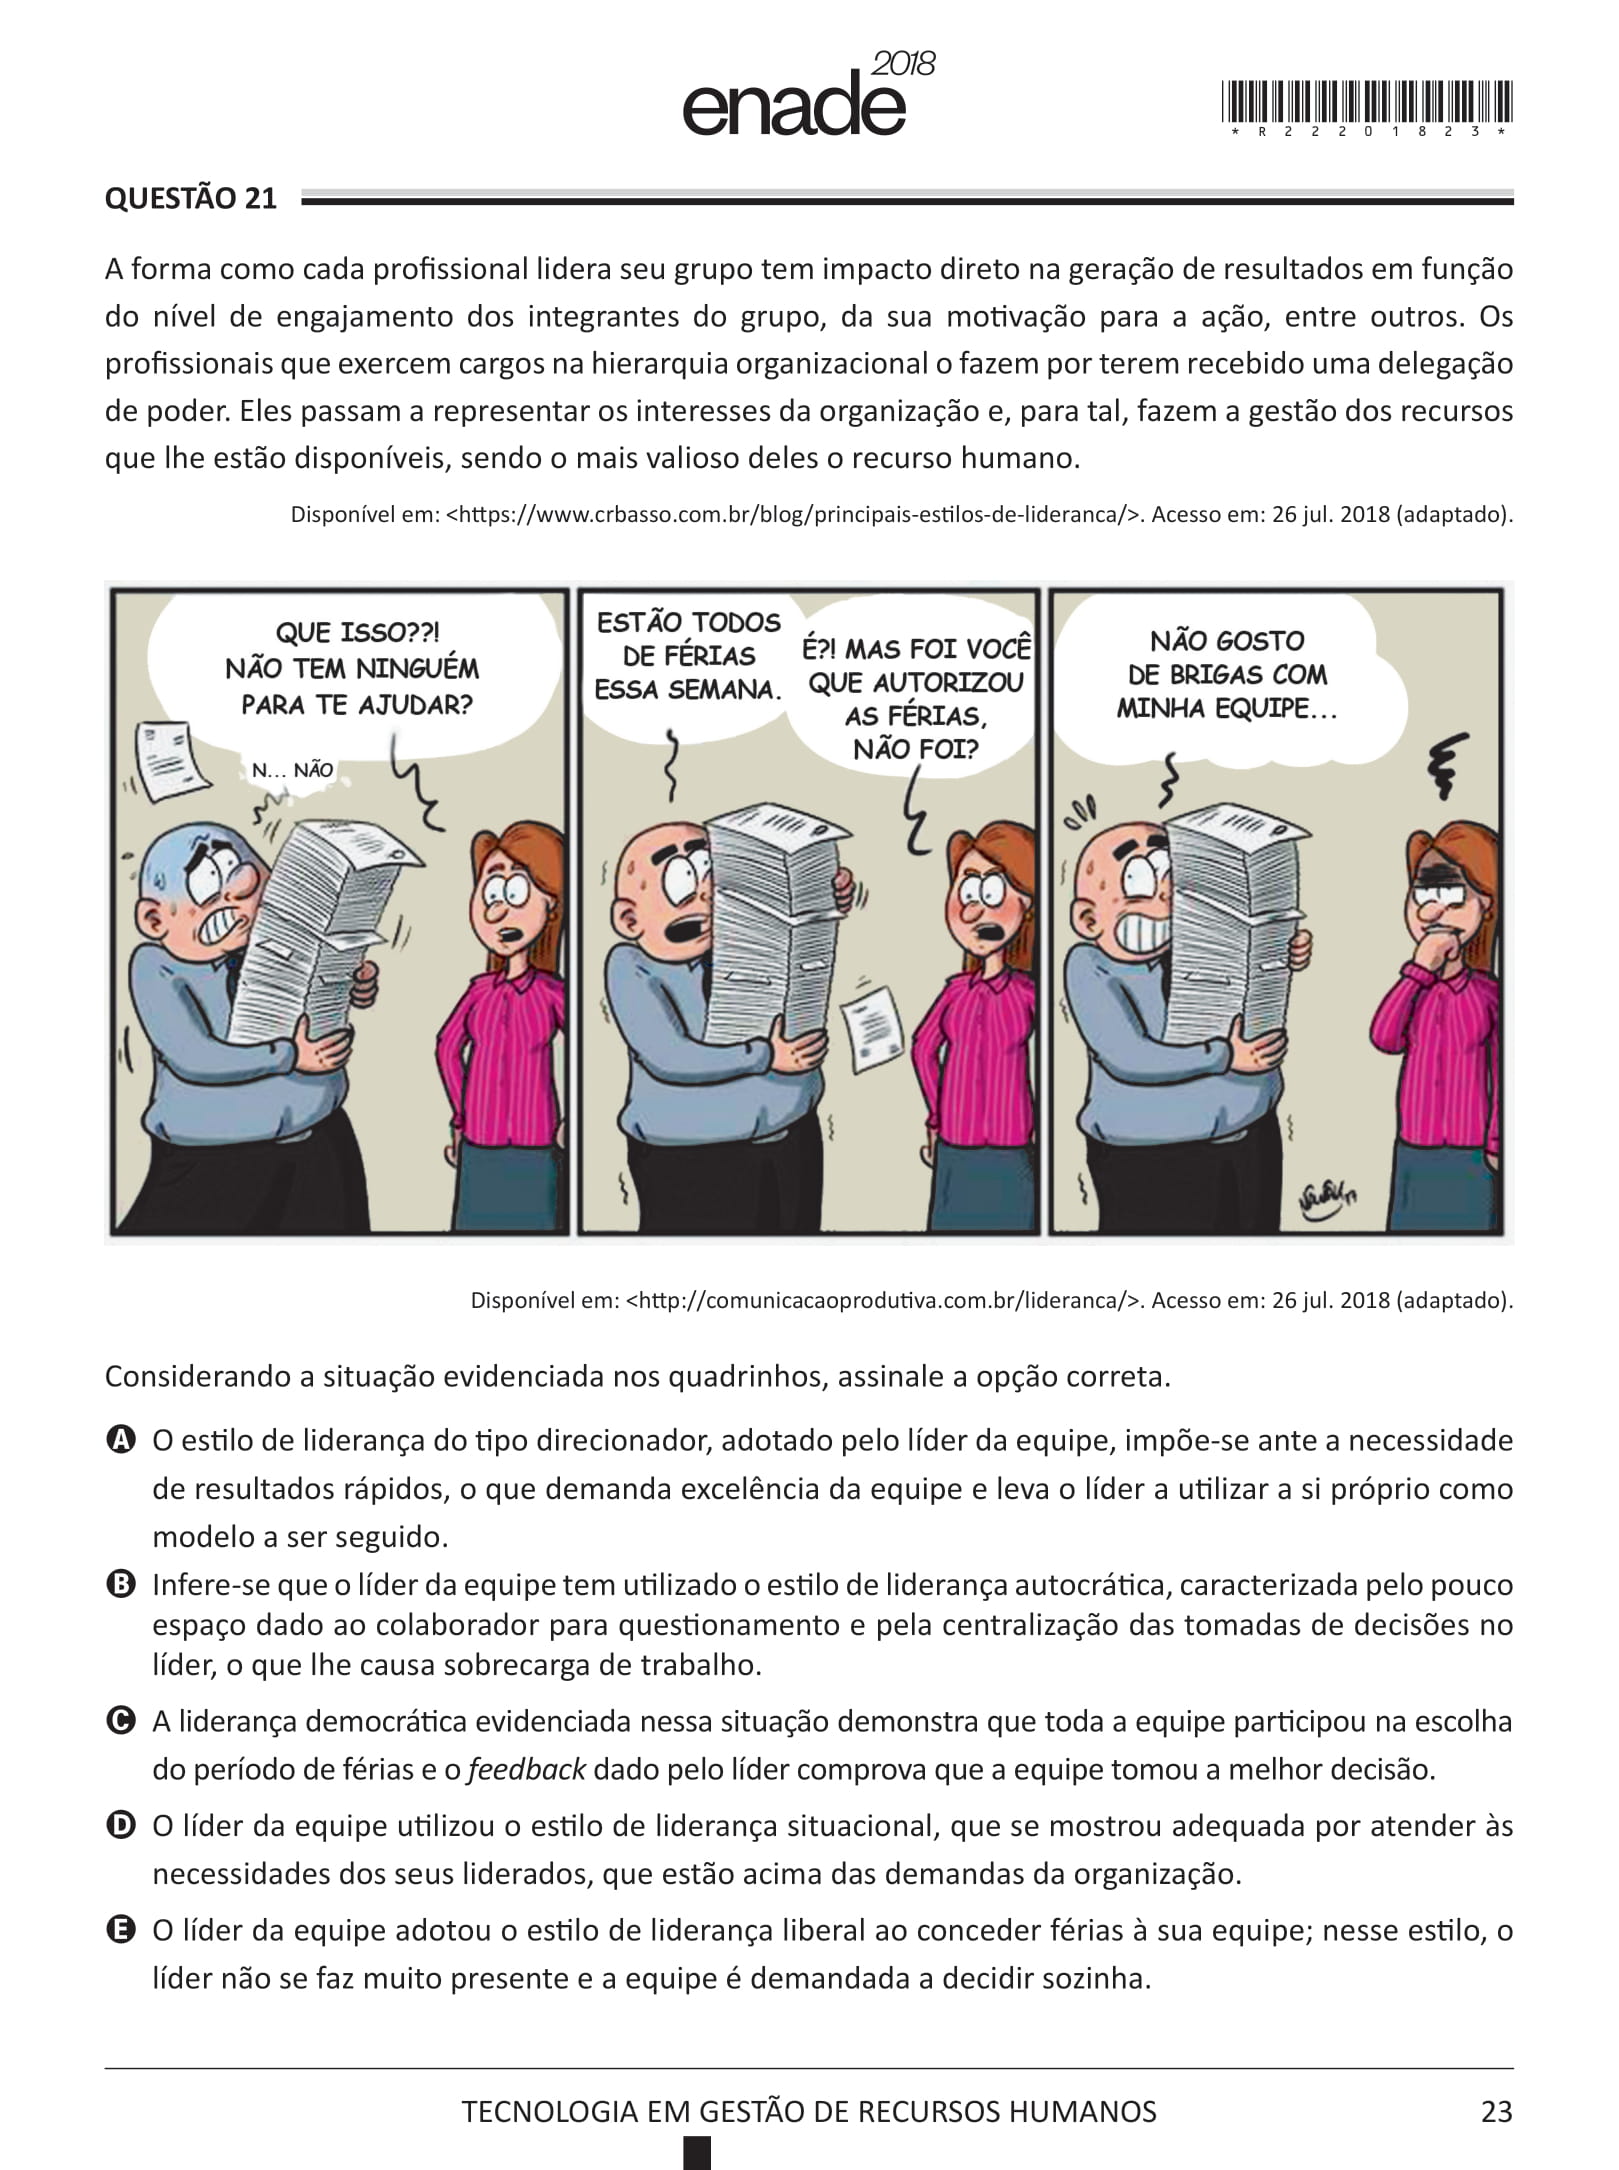 2018
enade
* R 2 2 2 0 1 8 2 3 *
QUESTÃO 21
A forma como cada profissional lidera seu grupo tem impacto direto na geração de resultados em função
do nível de engajamento dos integrantes do grupo, da sua motivação para a ação, entre outros. Os
profissionais que exercem cargos na hierarquia organizacional o fazem por terem recebido uma delegação
de poder. Eles passam a representar os interesses da organização e, para tal, fazem a gestão dos recursos
que lhe estão disponíveis, sendo o mais valioso deles o recurso humano.
Disponível em: <https://www.crbasso.com.br/blog/principais-estilos-de-lideranca/>. Acesso em: 26 jul. 2018 (adaptado).
QUE ISSO??!
NÃO TEM NINGUÉM
PARA TE AJUDAR?
N... NÃO
ESTÃO TODOS
DE FÉRIAS
ESSA SEMANA.
É?! MAS FOI VOCÊ
QUE AUTORIZOU
AS FÉRIAS,
NÃO FOI?
NÃO GOSTO
DE BRIGAS COM
MINHA EQUIPE...
Disponível em: <http://comunicacaoprodutiva.com.br/lideranca/>. Acesso em: 26 jul. 2018 (adaptado).
Considerando a situação evidenciada nos quadrinhos, assinale a opção correta.
A O estilo de liderança do tipo direcionador, adotado pelo líder da equipe, impõe-se ante a necessidade
de resultados rápidos, o que demanda excelência da equipe e leva o líder a utilizar a si próprio como
modelo a ser seguido.
B Infere-se que o líder da equipe tem utilizado o estilo de liderança autocrática, caracterizada pelo pouco
espaço dado ao colaborador para questionamento e pela centralização das tomadas de decisões no
líder, o que lhe causa sobrecarga de trabalho.
C A liderança democrática evidenciada nessa situação demonstra que toda a equipe participou na escolha
do período de férias e o feedback dado pelo líder comprova que a equipe tomou a melhor decisão.
D O líder da equipe utilizou o estilo de liderança situacional, que se mostrou adequada por atender às
necessidades dos seus liderados, que estão acima das demandas da organização.
E O líder da equipe adotou o estilo de liderança liberal ao conceder férias à sua equipe; nesse estilo, o
líder não se faz muito presente e a equipe é demandada a decidir sozinha.
TECNOLOGIA EM GESTÃO DE RECURSOS HUMANOS
23